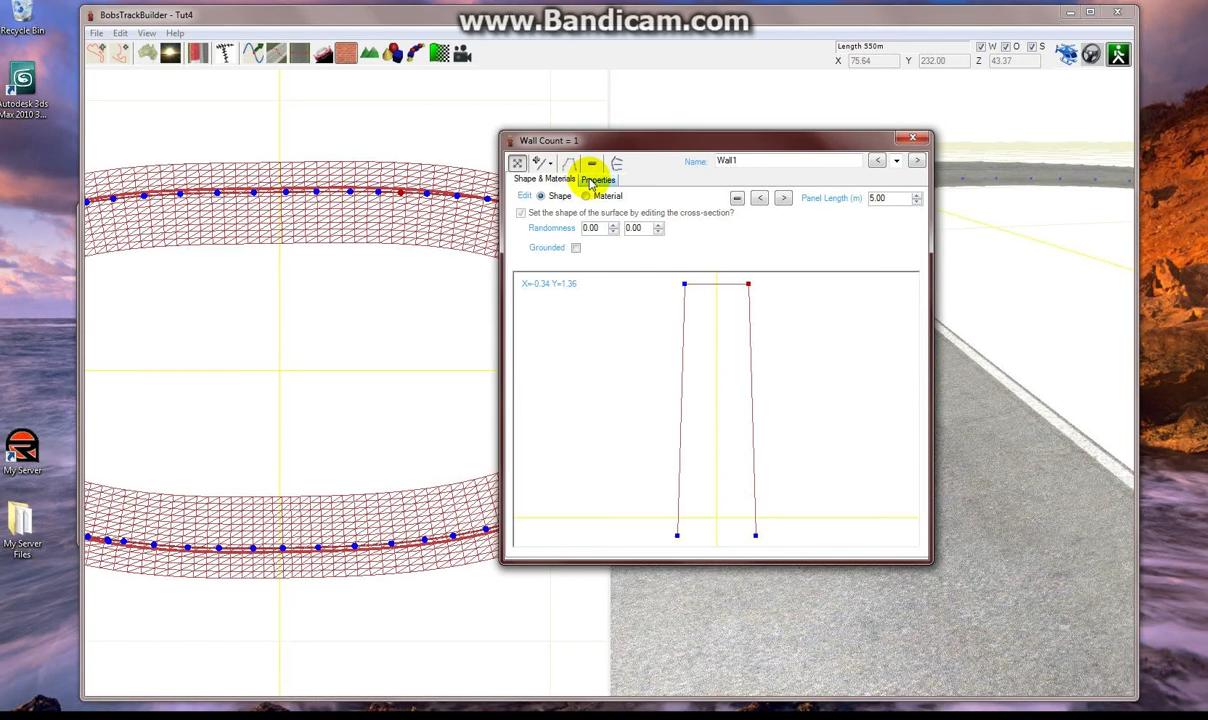 www.Bandicam.com
Recycle Bin
BobsTrackBuilder - Tut4
File Edit View Help
Length 550m
W O S
X 75.64 Y 232.00 Z 43.37
Autodesk 3ds
Max 2010 3...
Wall Count = 1
Name: Wall1
Shape & Materials Properties
Edit Shape Material
Panel Length (m) 5.00
Set the shape of the surface by editing the cross-section?
Randomness 0.00 0.00
Grounded
X=-0.34 Y=1.36
My Server
My Server
Files